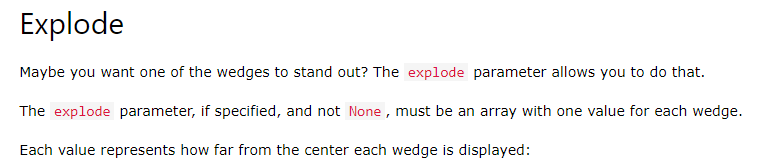 Explode
Maybe you want one of the wedges to stand out? The explode parameter allows you to do that.
The explode parameter, if specified, and not None, must be an array with one value for each wedge.
Each value represents how far from the center each wedge is displayed: